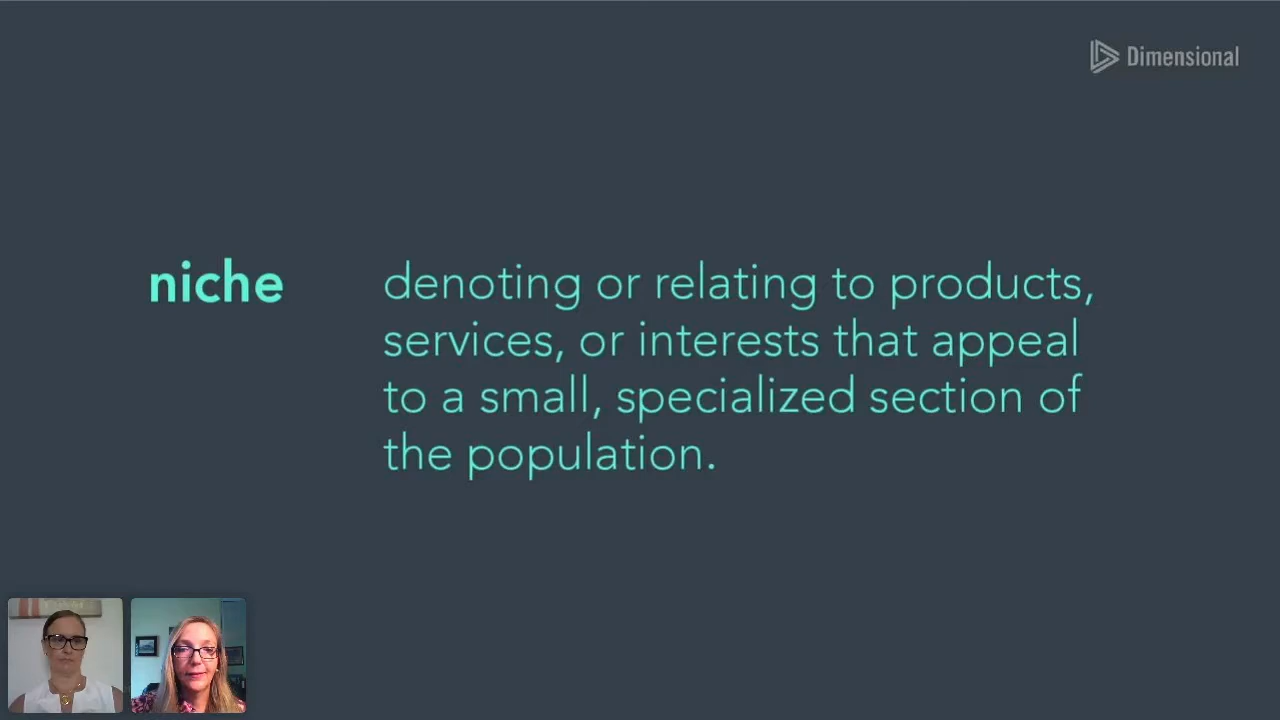 Dimensional
niche
denoting or relating to products,
services, or interests that appeal
to a small, specialized section of
the population.